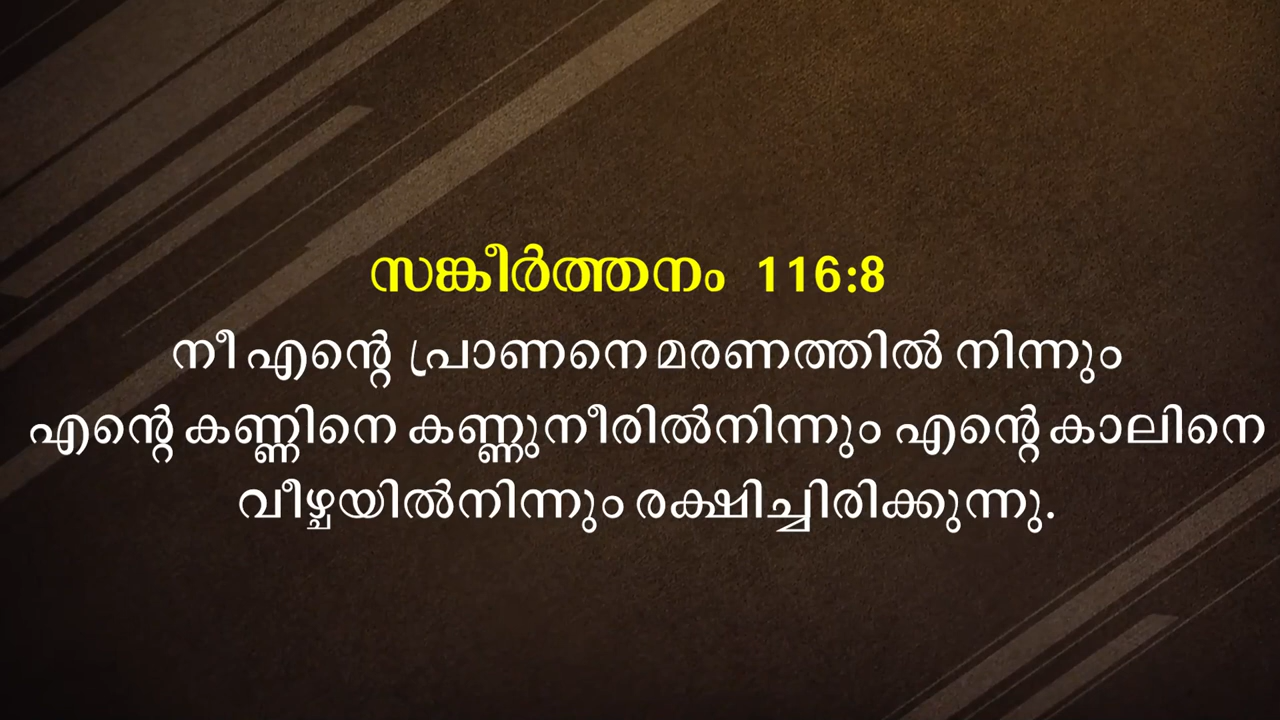 സങ്കീർത്തനം 116:8
നീ എന്റെ പ്രാണനെ മരണത്തിൽ നിന്നും
എന്റെ കണ്ണിനെ കണ്ണുനീരിൽനിന്നും എന്റെ കാലിനെ
വീഴ്ചയിൽനിന്നും രക്ഷിച്ചിരിക്കുന്നു.